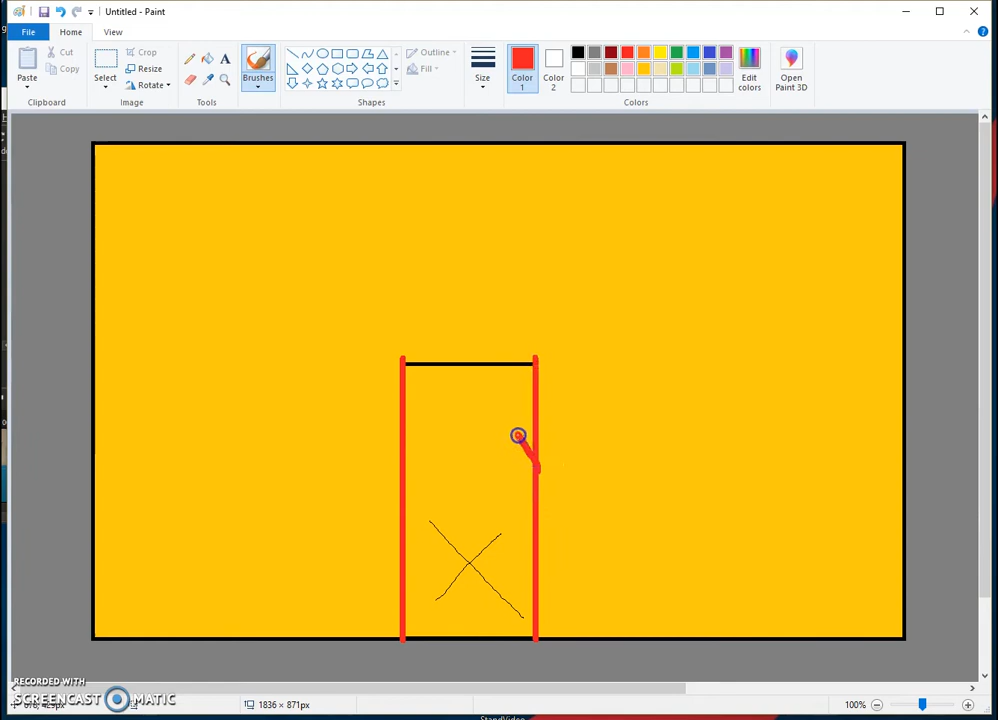 Untitled - Paint
File Home View
Paste
Cut
Copy
Clipboard
Select
Crop
Resize
Rotate
Image
A
Tools
Brushes
Outline
Fill
Shapes
Size
Color 1
Color 2
Edit colors
Colors
Open Paint 3D
RECORDED WITH
SCREENCAST MATIC
1836 × 871px
100%
StandVideo